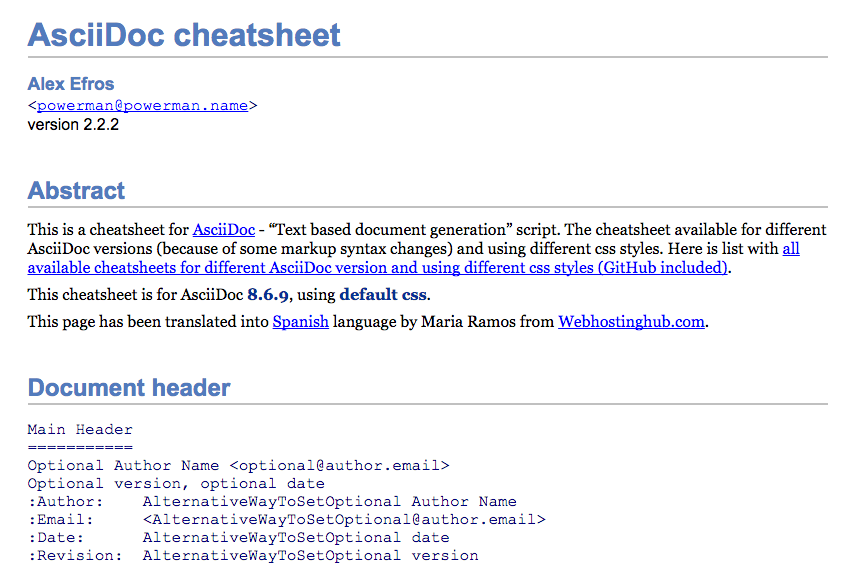 AsciiDoc cheatsheet
Alex Efros
<powerman@powerman.name>
version 2.2.2
Abstract
This is a cheatsheet for AsciiDoc - “Text based document generation” script. The cheatsheet available for different
AsciiDoc versions (because of some markup syntax changes) and using different css styles. Here is list with all
available cheatsheets for different AsciiDoc version and using different css styles (GitHub included).
This cheatsheet is for AsciiDoc 8.6.9, using default css.
This page has been translated into Spanish language by Maria Ramos from Webhostinghub.com.
Document header
Main Header
===========
Optional Author Name <optional@author.email>
Optional version, optional date
:Author:    AlternativeWayToSetOptional Author Name
:Email:     <AlternativeWayToSetOptional@author.email>
:Date:      AlternativeWayToSetOptional date
:Revision:  AlternativeWayToSetOptional version